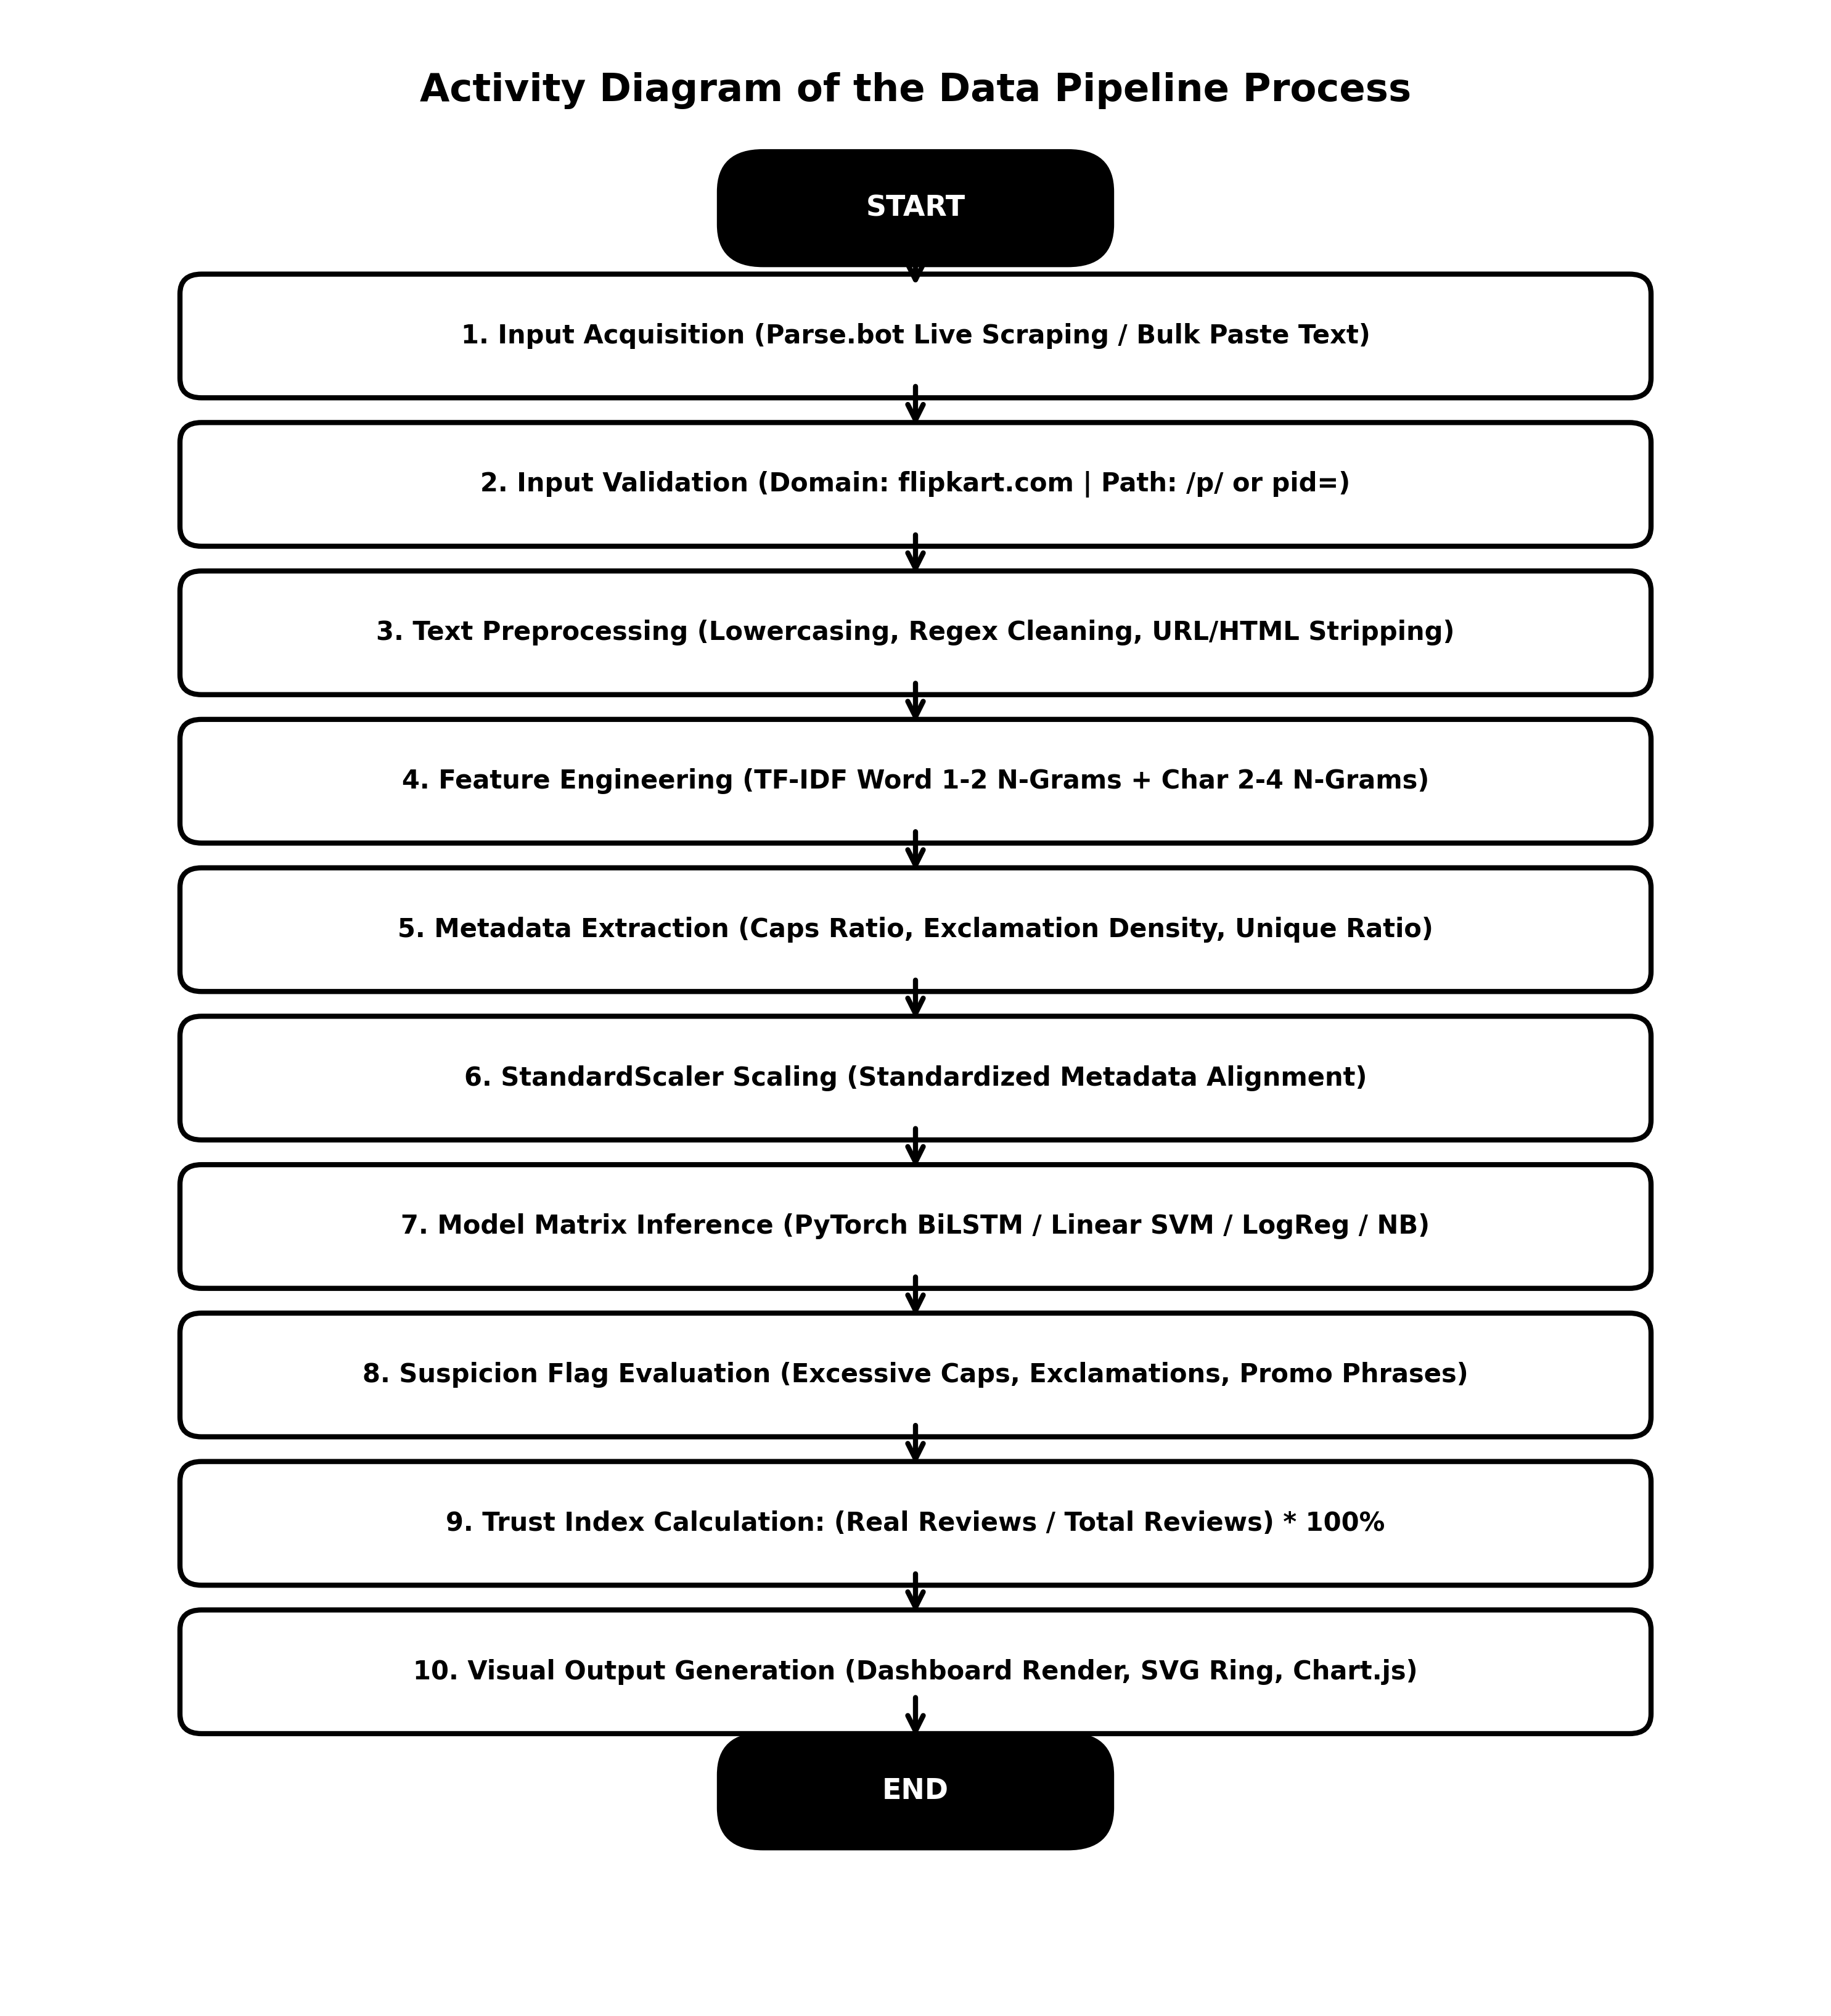 Activity Diagram of the Data Pipeline Process
START
1. Input Acquisition (Parse.bot Live Scraping / Bulk Paste Text)
2. Input Validation (Domain: flipkart.com | Path: /p/ or pid=)
3. Text Preprocessing (Lowercasing, Regex Cleaning, URL/HTML Stripping)
4. Feature Engineering (TF-IDF Word 1-2 N-Grams + Char 2-4 N-Grams)
5. Metadata Extraction (Caps Ratio, Exclamation Density, Unique Ratio)
6. StandardScaler Scaling (Standardized Metadata Alignment)
7. Model Matrix Inference (PyTorch BiLSTM / Linear SVM / LogReg / NB)
8. Suspicion Flag Evaluation (Excessive Caps, Exclamations, Promo Phrases)
9. Trust Index Calculation: (Real Reviews / Total Reviews) * 100%
10. Visual Output Generation (Dashboard Render, SVG Ring, Chart.js)
END